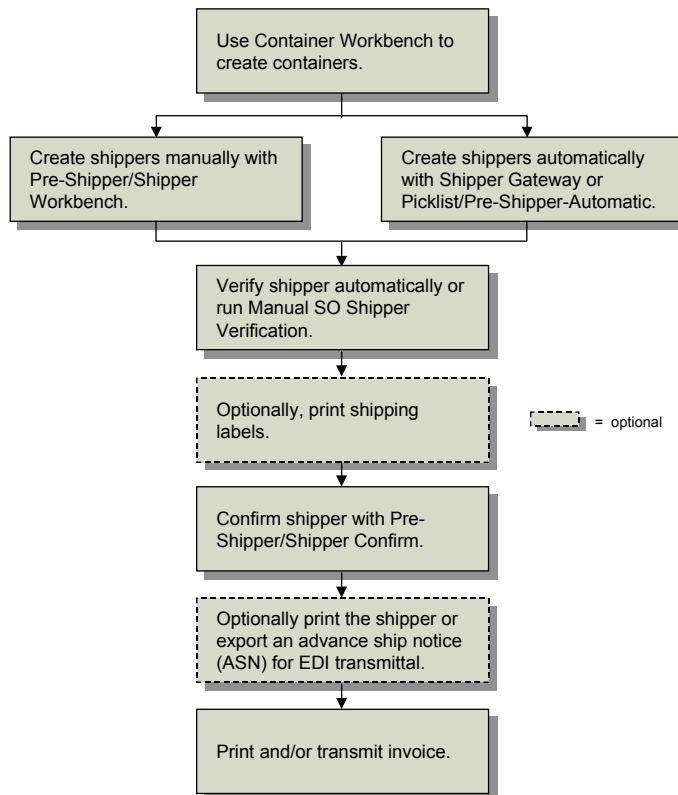 Use Container Workbench to
create containers.
Create shippers manually with
Pre-Shipper/Shipper
Workbench.
Create shippers automatically
with Shipper Gateway or
Picklist/Pre-Shipper-Automatic.
Verify shipper automatically or
run Manual SO Shipper
Verification.
Optionally, print shipping
labels.
= optional
Confirm shipper with Pre-
Shipper/Shipper Confirm.
Optionally print the shipper or
export an advance ship notice
(ASN) for EDI transmittal.
Print and/or transmit invoice.